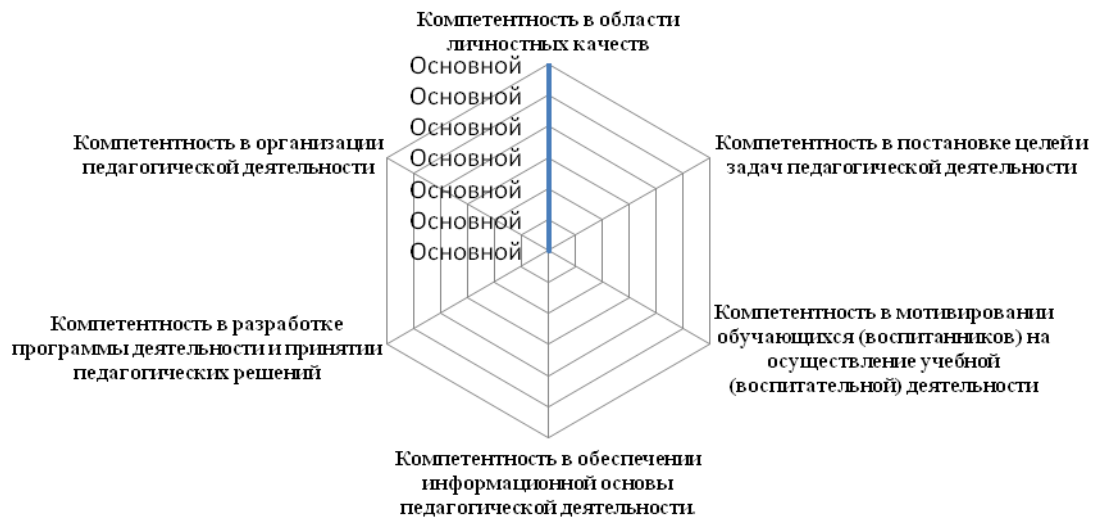 Компетентность в области
личностных качеств
Основной
Основной
Основной
Основной
Основной
Основной
Основной
Компетентность в постановке целей и
задач педагогической деятельности
Компетентность в мотивировании
обучающихся (воспитанников) на
осуществление учебной
(воспитательной) деятельности
Компетентность в обеспечении
информационной основы
педагогической деятельности.
Компетентность в разработке
программы деятельности и принятии
педагогических решений
Компетентность в организации
педагогической деятельности